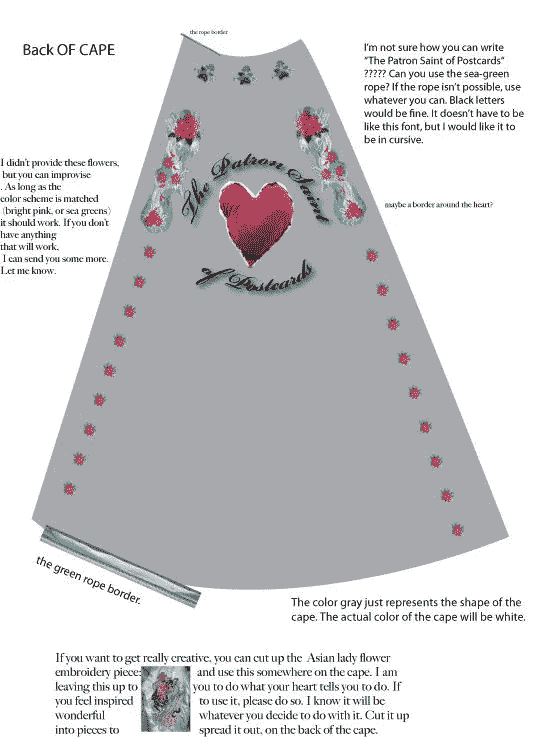 the rope border
Back OF CAPE
I'm not sure how you can write
"The Patron Saint of Postcards"
????? Can you use the sea-green
rope? If the rope isn't possible, use
whatever you can. Black letters
would be fine. It doesn't have to be
like this font, but I would like it to
be in cursive.
I didn't provide these flowers,
but you can improvise
. As long as the
color scheme is matched
(bright pink, or sea greens)
it should work. If you don't
have anything
that will work,
I can send you some more.
Let me know.
The Patron Saint
of Postcards
maybe a border around the heart?
the green rope border.
The color gray just represents the shape of the
cape. The actual color of the cape will be white.
If you want to get really creative, you can cut up the Asian lady flower
embroidery piece: and use this somewhere on the cape. I am
leaving this up to you to do what your heart tells you to do. If
you feel inspired to use it, please do so. I know it will be
wonderful whatever you decide to do with it. Cut it up
into pieces to spread it out, on the back of the cape.